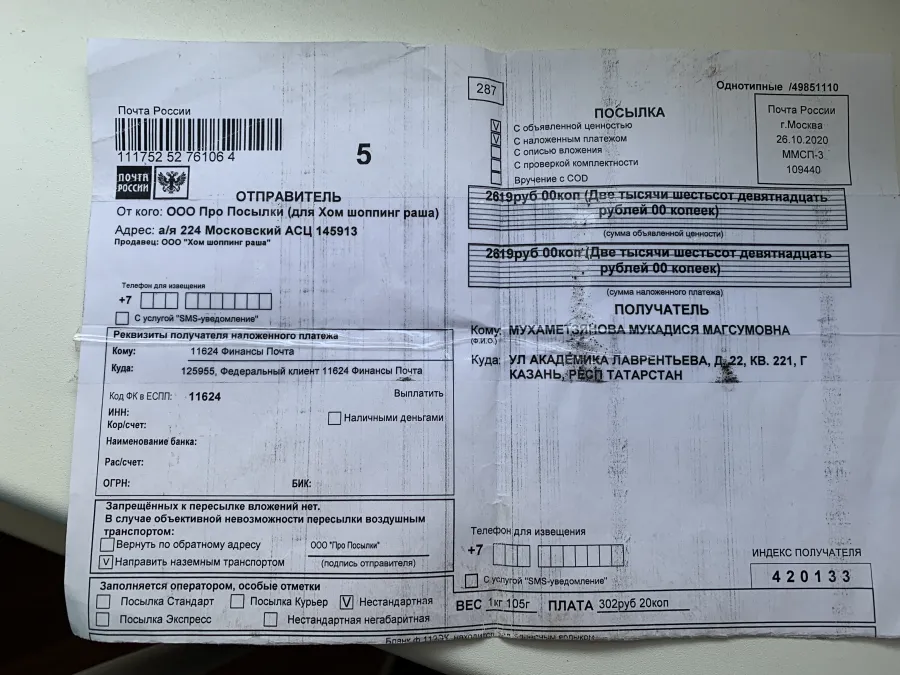 Почта России
111752 52 76106 4
5
ПОЧТА
РОССИИ
ОТПРАВИТЕЛЬ
От кого: ООО Про Посылки (для Хом шоппинг раша)
Адрес: а/я 224 Московский АСЦ 145913
Продавец: ООО "Хом шоппинг раша"
Телефон для извещения
+7
С услугой "SMS-уведомление"
Реквизиты получателя наложенного платежа
Кому: 11624 Финансы Почта
Куда: 125955, Федеральный клиент 11624 Финансы Почта
Код ФК в ЕСПП: 11624 Выплатить
ИНН:
Наличными деньгами
Кор/счет:
Наименование банка:
Рас/счет:
ОГРН: БИК:
Запрещённых к пересылке вложений нет.
В случае объективной невозможности пересылки воздушным
транспортом:
Вернуть по обратному адресу ООО "Про Посылки"
V Направить наземным транспортом (подпись отправителя)
Заполняется оператором, особые отметки
Посылка Стандарт Посылка Курьер V Нестандартная
Посылка Экспресс Нестандартная негабаритная
287
Однотипные /49851110
ПОСЫЛКА
V С объявленной ценностью
V С наложенным платежом
С описью вложения
С проверкой комплектности
Вручение с COD
Почта России
г.Москва
26.10.2020
ММСП-3
109440
2619руб 00коп (Две тысячи шестьсот девятнадцать
рублей 00 копеек)
(сумма объявленной ценности)
2619руб 00коп (Две тысячи шестьсот девятнадцать
рублей 00 копеек)
(сумма наложенного платежа)
ПОЛУЧАТЕЛЬ
Кому: МУХАМЕТЗЯНОВА МУКАДИСЯ МАГСУМОВНА
(Ф.И.О.)
Куда: УЛ АКАДЕМИКА ЛАВРЕНТЬЕВА, Д. 22, КВ. 221, Г
КАЗАНЬ, РЕСП ТАТАРСТАН
Телефон для извещения
+7
С услугой "SMS-уведомление"
ИНДЕКС ПОЛУЧАТЕЛЯ
420133
ВЕС 1кг 105г ПЛАТА 302руб 20коп